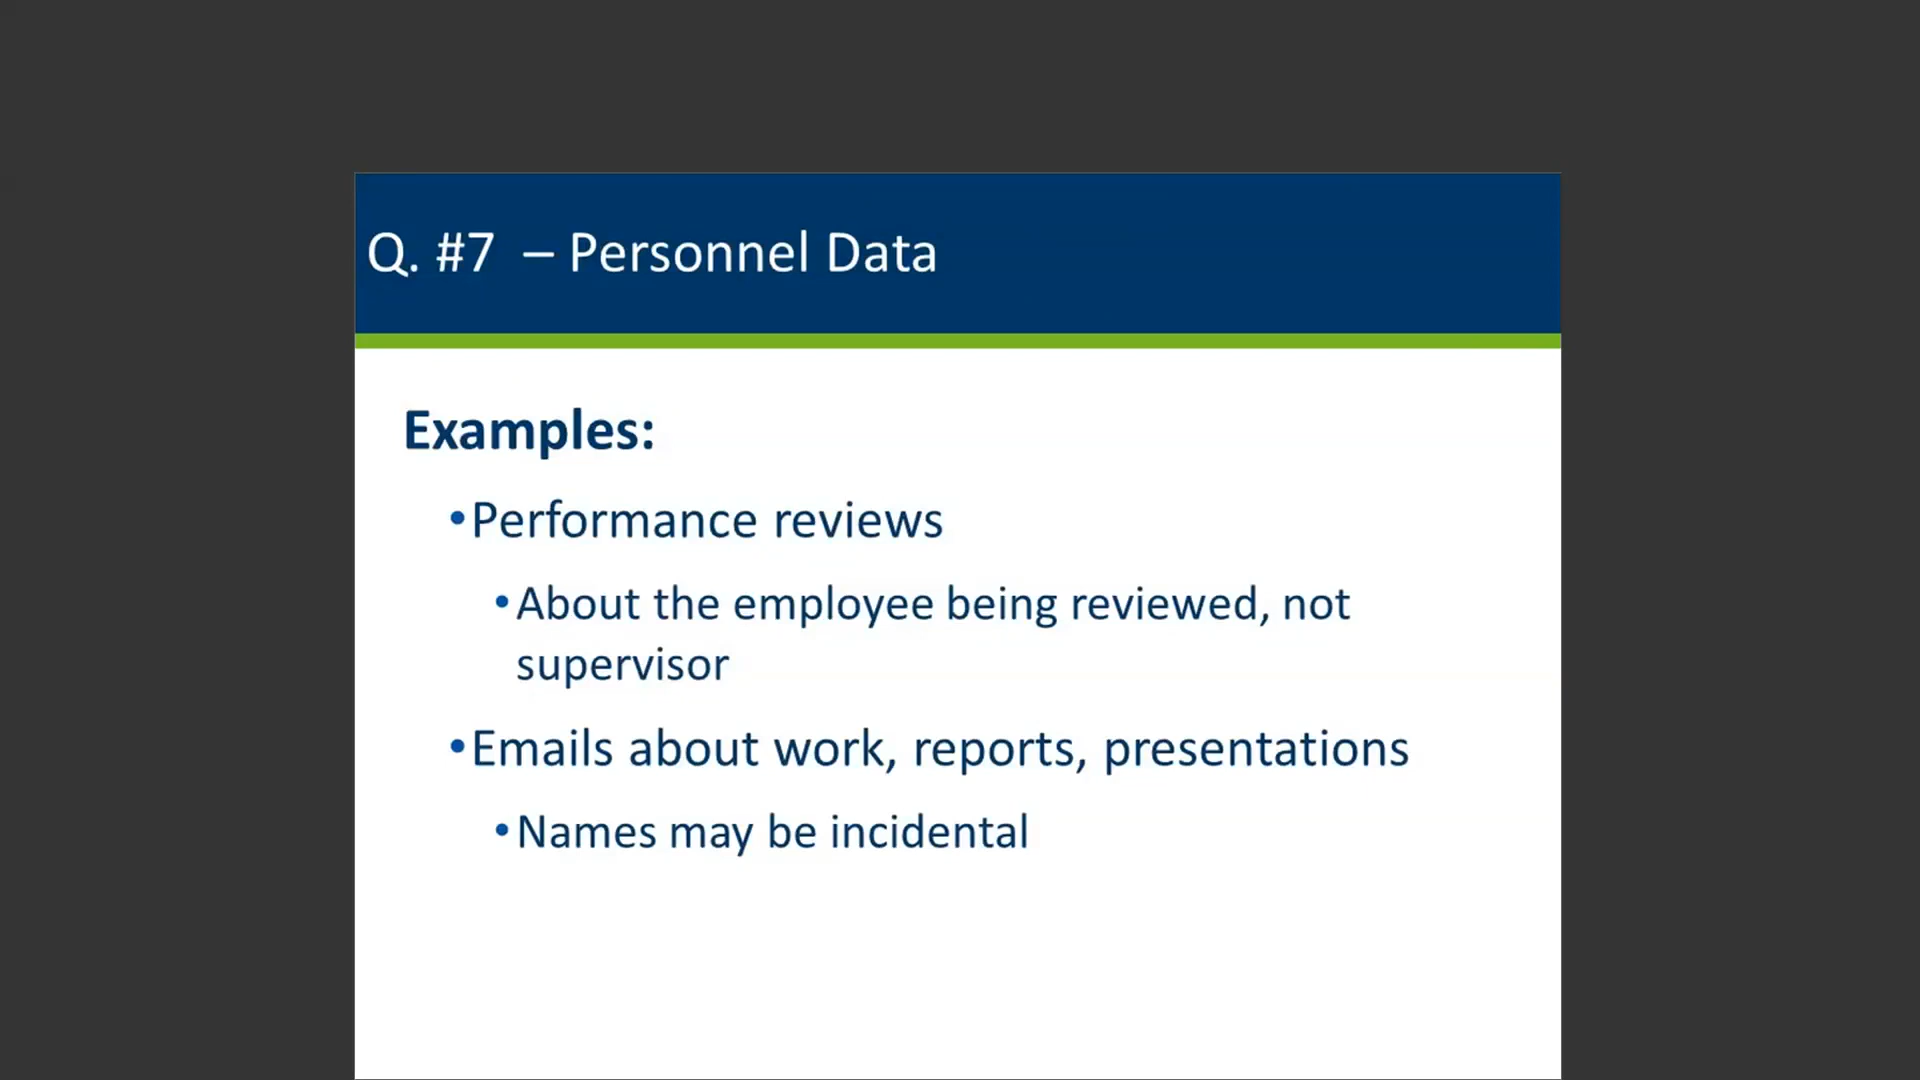 Q. #7 – Personnel Data
Examples:
•Performance reviews
•About the employee being reviewed, not
supervisor
•Emails about work, reports, presentations
•Names may be incidental